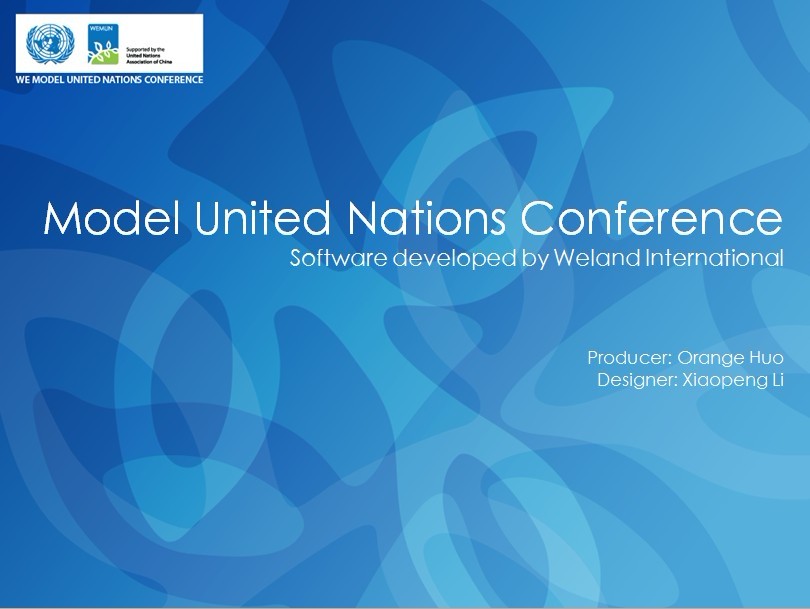 WEMUN
Supported by the
United Nations
Association of China
WE MODEL UNITED NATIONS CONFERENCE
Model United Nations Conference
Software developed by Weland International
Producer: Orange Huo
Designer: Xiaopeng Li